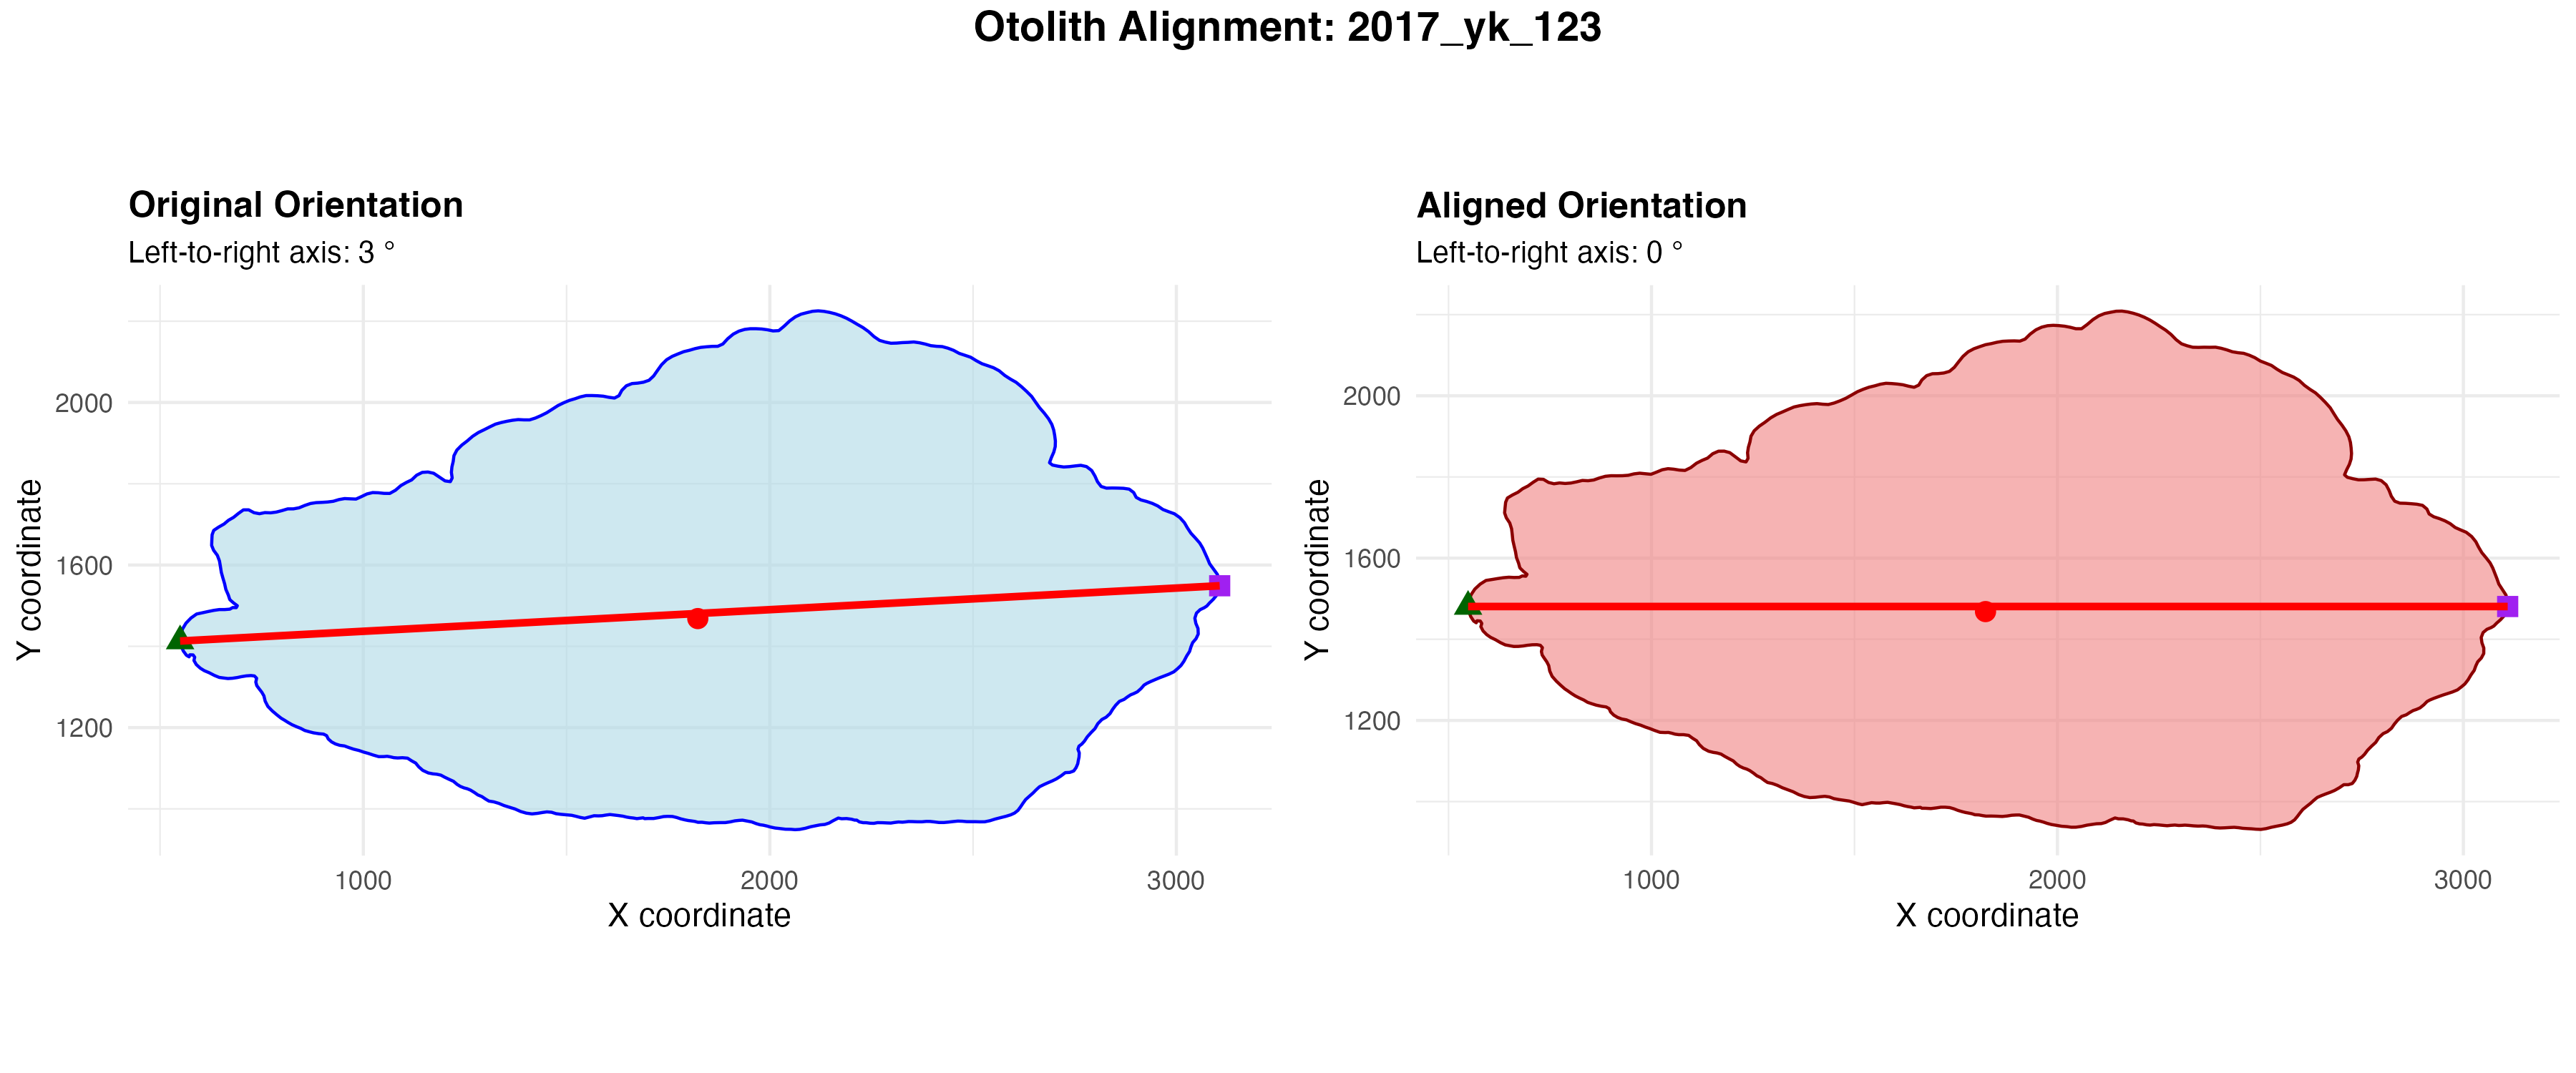 Otolith Alignment: 2017_yk_123
Original Orientation
Left-to-right axis: 3 °
2000
1600
1200
Y coordinate
1000
2000
3000
X coordinate
Aligned Orientation
Left-to-right axis: 0 °
2000
1600
1200
Y coordinate
1000
2000
3000
X coordinate